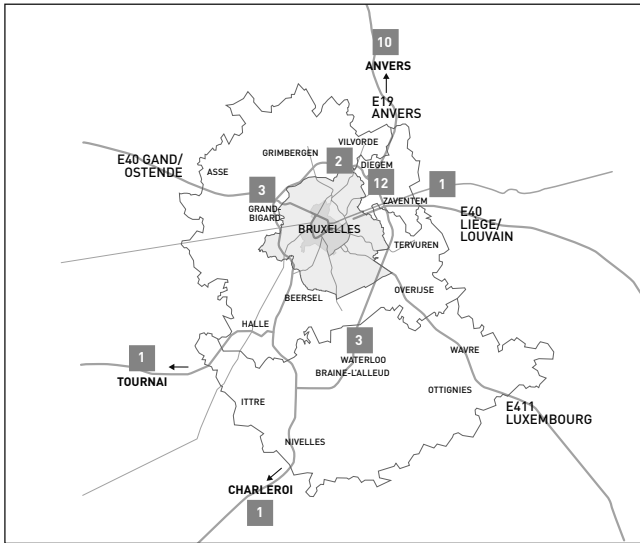 10
ANVERS
E19
ANVERS
VILVORDE
GRIMBERGEN
2
DIEGEM
E40 GAND/
OSTENDE
ASSE
3
12
1
GRAND-
BIGARD
ZAVENTEM
BRUXELLES
E40
LIÈGE/
LOUVAIN
TERVUREN
OVERIJSE
BEERSEL
HALLE
3
WATERLOO
BRAINE-L'ALLEUD
WAVRE
1
TOURNAI
ITTRE
OTTIGNIES
E411
LUXEMBOURG
NIVELLES
CHARLEROI
1